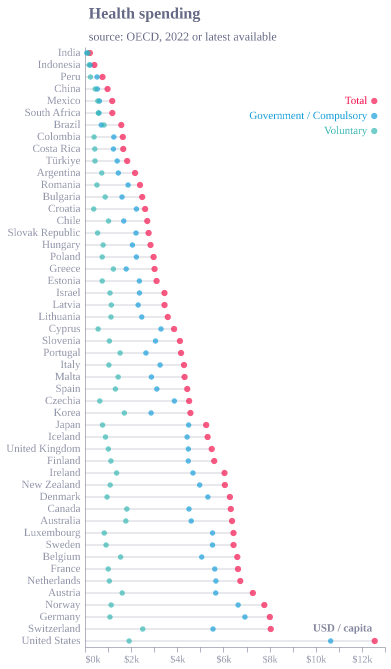 Health spending
source: OECD, 2022 or latest available
India
Indonesia
Peru
China
Mexico
Total
South Africa
Government / Compulsory
Brazil
Voluntary
Colombia
Costa Rica
Türkiye
Argentina
Romania
Bulgaria
Croatia
Chile
Slovak Republic
Hungary
Poland
Greece
Estonia
Israel
Latvia
Lithuania
Cyprus
Slovenia
Portugal
Italy
Malta
Spain
Czechia
Korea
Japan
Iceland
United Kingdom
Finland
Ireland
New Zealand
Denmark
Canada
Australia
Luxembourg
Sweden
Belgium
France
Netherlands
Austria
Norway
Germany
Switzerland
USD / capita
United States
$0k $2k $4k $6k $8k $10k $12k